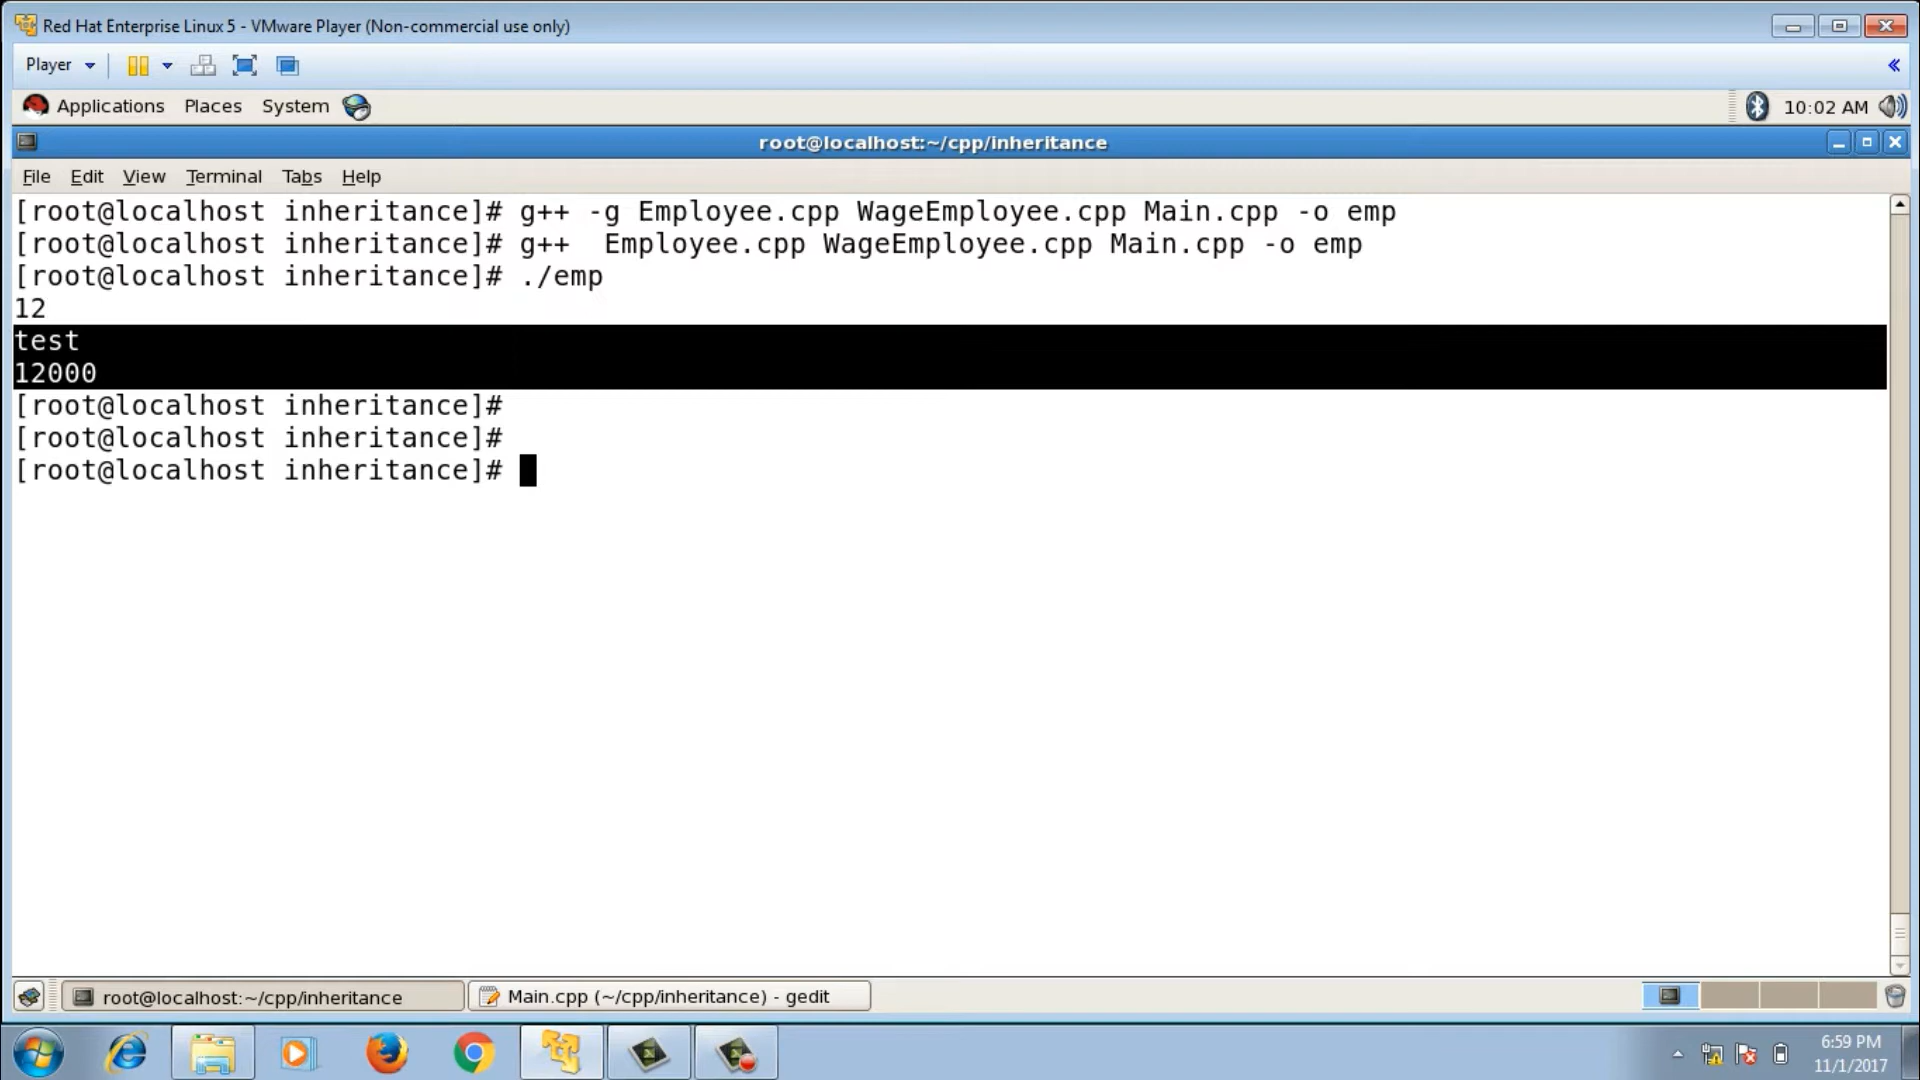 Red Hat Enterprise Linux 5 - VMware Player (Non-commercial use only)
Player
Applications Places System
10:02 AM
root@localhost:~/cpp/inheritance
File Edit View Terminal Tabs Help
[root@localhost inheritance]# g++ -g Employee.cpp WageEmployee.cpp Main.cpp -o emp
[root@localhost inheritance]# g++  Employee.cpp WageEmployee.cpp Main.cpp -o emp
[root@localhost inheritance]# ./emp
12
test
12000
[root@localhost inheritance]#
[root@localhost inheritance]#
[root@localhost inheritance]#
root@localhost:~/cpp/inheritance
Main.cpp (~/cpp/inheritance) - gedit
6:59 PM
11/1/2017